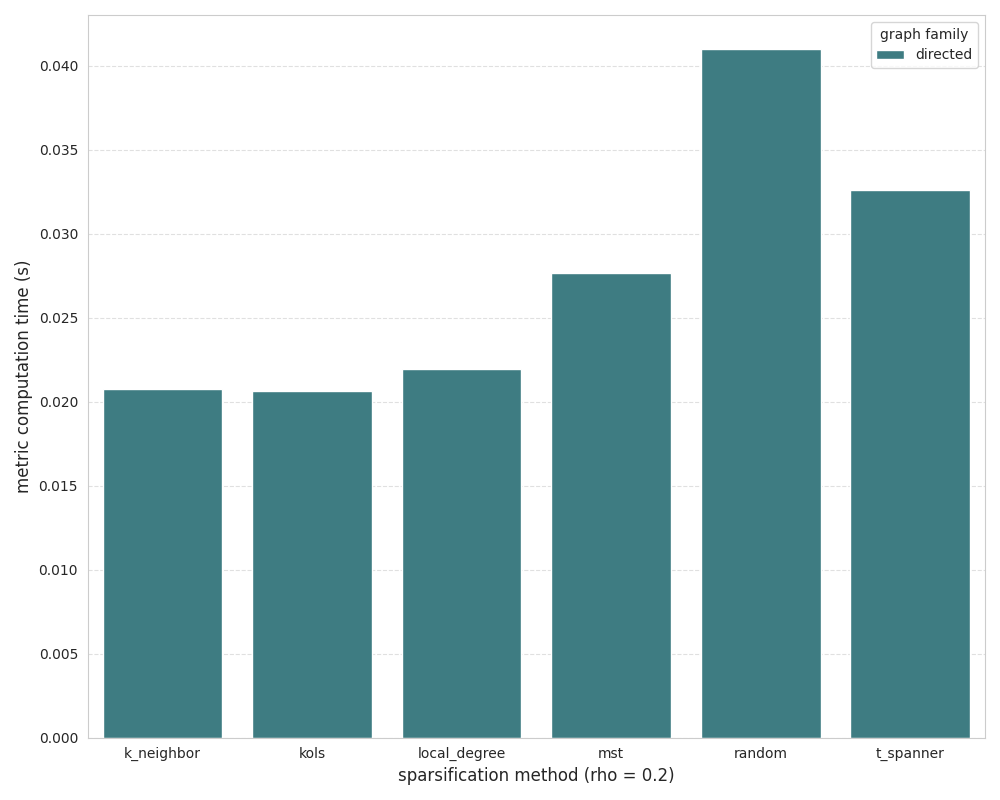 graph family
directed
0.040
0.035
0.030
0.025
0.020
0.015
0.010
0.005
0.000
metric computation time (s)
k_neighbor kols local_degree mst random t_spanner
sparsification method (rho = 0.2)